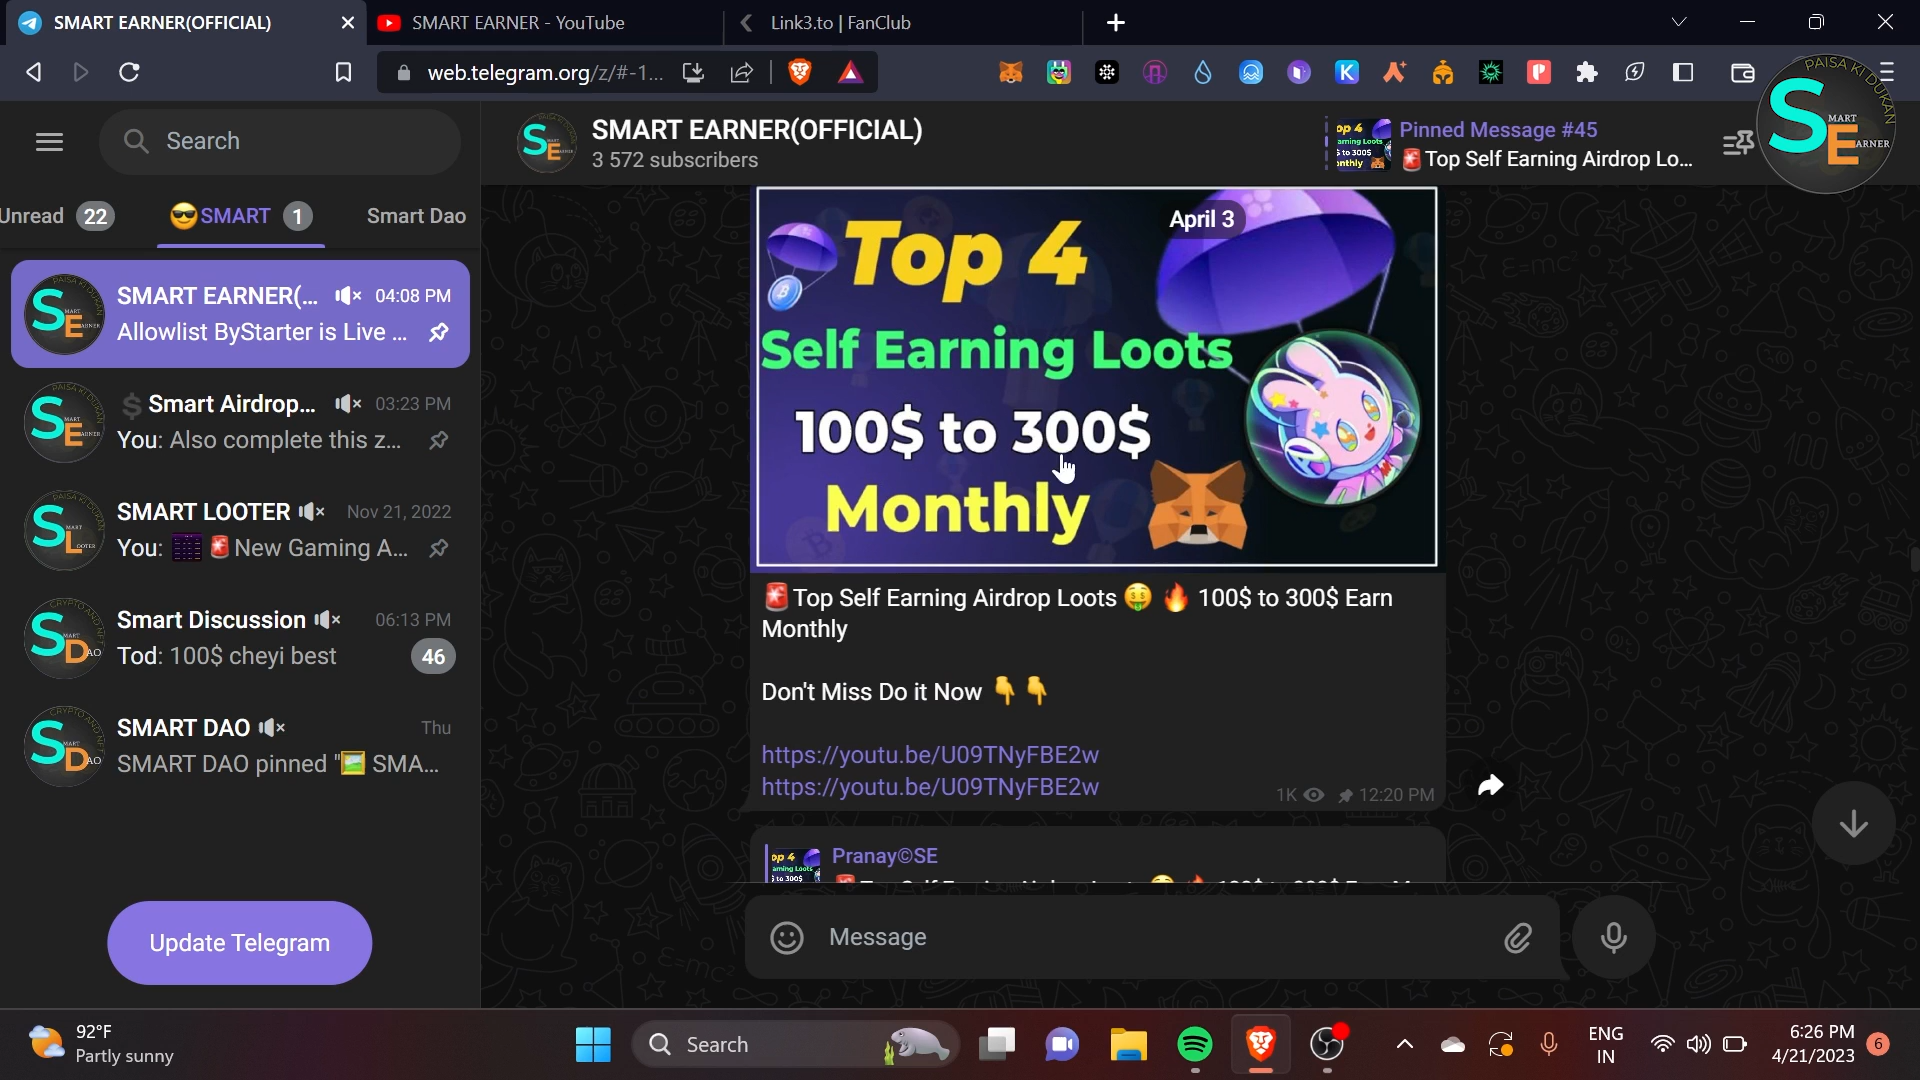 SMART EARNER(OFFICIAL)
SMART EARNER - YouTube
Link3.to | FanClub
web.telegram.org/z/#-1...
Search
SMART EARNER(OFFICIAL)
3 572 subscribers
Pinned Message #45
🚨Top Self Earning Airdrop Lo...
PAISA KI DUKAN
SMART
EARNER
Unread 22
😎SMART 1
Smart Dao
SMART EARNER(... 04:08 PM
Allowlist ByStarter is Live ...
Smart Airdrop... 03:23 PM
You: Also complete this z...
SMART LOOTER Nov 21, 2022
You: 🚨New Gaming A...
Smart Discussion 06:13 PM
Tod: 100$ cheyi best 46
SMART DAO Thu
SMART DAO pinned "🖼 SMA...
Update Telegram
April 3
Top 4
Self Earning Loots
100$ to 300$
Monthly
🚨Top Self Earning Airdrop Loots 🤑 🔥 100$ to 300$ Earn
Monthly
Don't Miss Do it Now 👇👇
https://youtu.be/U09TNyFBE2w
https://youtu.be/U09TNyFBE2w
1K 12:20 PM
Pranay©SE
Message
92°F
Partly sunny
Search
ENG
IN
6:26 PM
4/21/2023
6